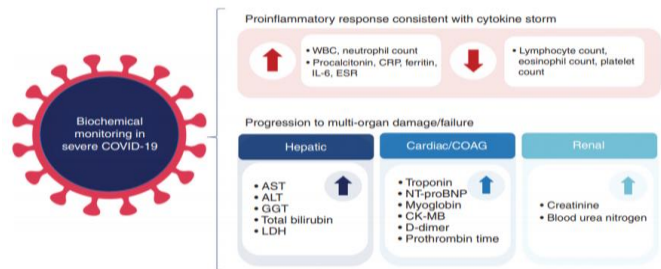 Proinflammatory response consistent with cytokine storm
• WBC, neutrophil count
• Procalcitonin, CRP, ferritin,
IL-6, ESR
• Lymphocyte count,
eosinophil count, platelet
count
Biochemical
monitoring in
severe COVID-19
Progression to multi-organ damage/failure
Hepatic
• AST
• ALT
• GGT
• Total bilirubin
• LDH
Cardiac/COAG
• Troponin
• NT-proBNP
• Myoglobin
• CK-MB
• D-dimer
• Prothrombin time
Renal
• Creatinine
• Blood urea nitrogen